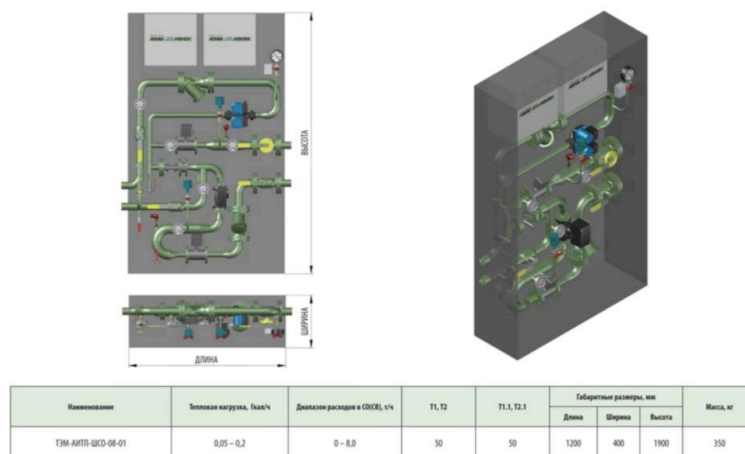 ВЫСОТА
ШИРИНА
ДЛИНА
Наименование
Тепловая нагрузка, Гкал/ч
Диапазон расходов в СО(СВ), т/ч
Т1, Т2
Т1.1, Т2.1
Габаритные размеры, мм
Масса, кг
Длина
Ширина
Высота
ТЭМ-АИТП-ШСО-08-01
0,05 – 0,2
0 – 8,0
50
50
1200
400
1900
350